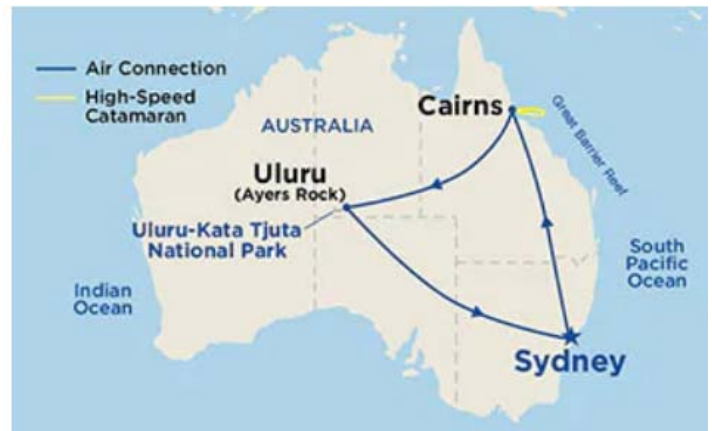 Air Connection
High-Speed
Catamaran
AUSTRALIA
Cairns
Great Barrier Reef
Uluru
(Ayers Rock)
Uluru-Kata Tjuta
National Park
Indian
Ocean
South
Pacific
Ocean
Sydney